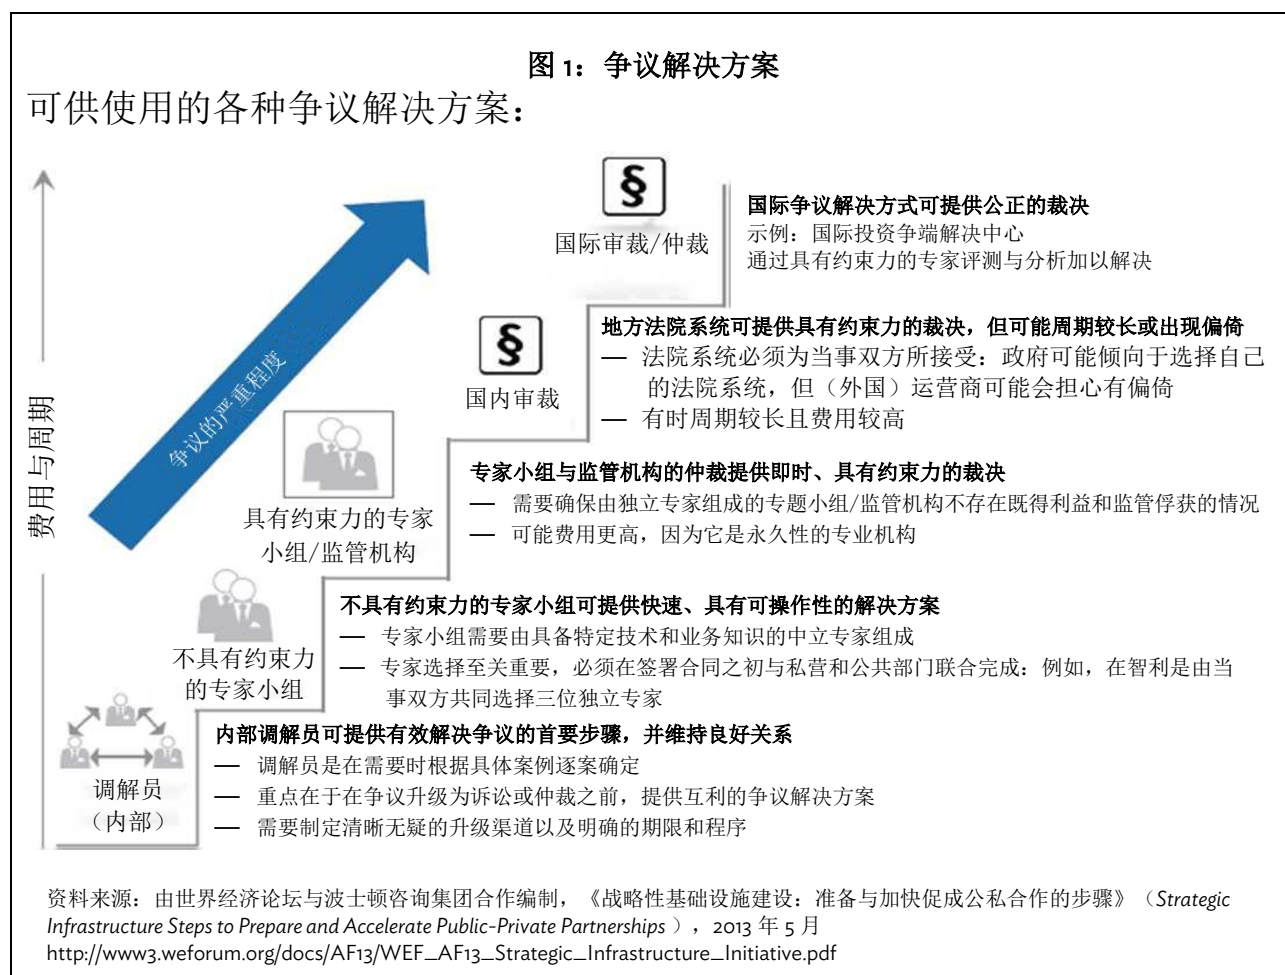 图 1：争议解决方案
可供使用的各种争议解决方案：
国际审裁/仲裁
国际争议解决方式可提供公正的裁决
示例：国际投资争端解决中心
通过具有约束力的专家评测与分析加以解决
国内审裁
地方法院系统可提供具有约束力的裁决，但可能周期较长或出现偏倚
— 法院系统必须为当事双方所接受：政府可能倾向于选择自己
的法院系统，但（外国）运营商可能会担心有偏倚
— 有时周期较长且费用较高
争议的严重程度
费用与周期
具有约束力的专家
小组/监管机构
专家小组与监管机构的仲裁提供即时、具有约束力的裁决
— 需要确保由独立专家组成的专题小组/监管机构不存在既得利益和监管俘获的情况
— 可能费用更高，因为它是永久性的专业机构
不具有约束力
的专家小组
不具有约束力的专家小组可提供快速、具有可操作性的解决方案
— 专家小组需要由具备特定技术和业务知识的中立专家组成
— 专家选择至关重要，必须在签署合同之初与私营和公共部门联合完成：例如，在智利是由当
事双方共同选择三位独立专家
调解员
（内部）
内部调解员可提供有效解决争议的首要步骤，并维持良好关系
— 调解员是在需要时根据具体案例逐案确定
— 重点在于在争议升级为诉讼或仲裁之前，提供互利的争议解决方案
— 需要制定清晰无疑的升级渠道以及明确的期限和程序
资料来源：由世界经济论坛与波士顿咨询集团合作编制，《战略性基础设施建设：准备与加快促成公私合作的步骤》（Strategic
Infrastructure Steps to Prepare and Accelerate Public-Private Partnerships ），2013 年 5 月
http://www3.weforum.org/docs/AF13/WEF_AF13_Strategic_Infrastructure_Initiative.pdf